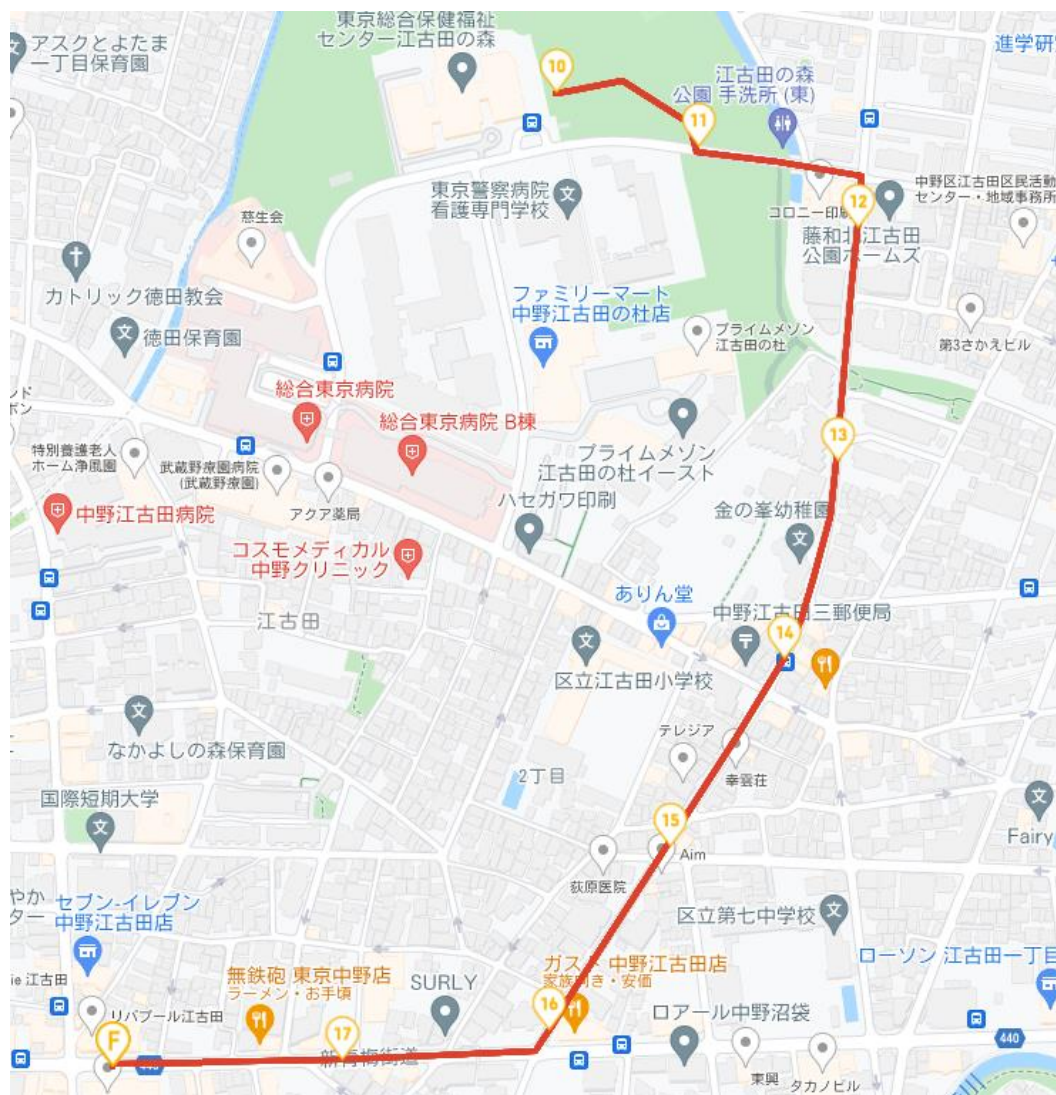 東京総合保健福祉
センター江古田の森
アスクとよたま
一丁目保育園
進学研
10
江古田の森
公園 手洗所 (東)
11
東京警察病院
看護専門学校
中野区江古田区民活動
センター・地域事務所
コロニー印刷
12
藤和北江古田
公園ホームズ
慈生会
カトリック徳田教会
徳田保育園
ファミリーマート
中野江古田の杜店
プライムメゾン
江古田の杜
第3さかえビル
総合東京病院
総合東京病院 B棟
13
特別養護老人
ホーム浄風園
武蔵野療園病院
(武蔵野療園)
プライムメゾン
江古田の杜イースト
アクア薬局
ハセガワ印刷
金の峯幼稚園
中野江古田病院
コスモメディカル
中野クリニック
ありん堂
中野江古田三郵便局
江古田
14
区立江古田小学校
テレジア
なかよしの森保育園
2丁目
幸雲荘
国際短期大学
15
Aim
Fairy
荻原医院
セブン-イレブン
中野江古田店
区立第七中学校
無鉄砲 東京中野店
ラーメン・お手頃
SURLY
ガスト 中野江古田店
家族向き・安価
ローソン 江古田一丁目
ie 江古田
リバプール江古田
16
ロアール中野沼袋
F
17
新青梅街道
440
東興
タカノビル